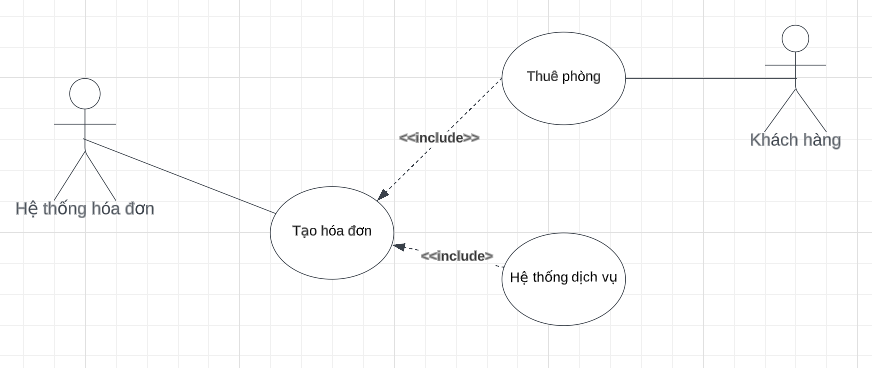 Thuê phòng
Khách hàng
<<include>>
Hệ thống hóa đơn
Tạo hóa đơn
<<include>
Hệ thống dịch vụ